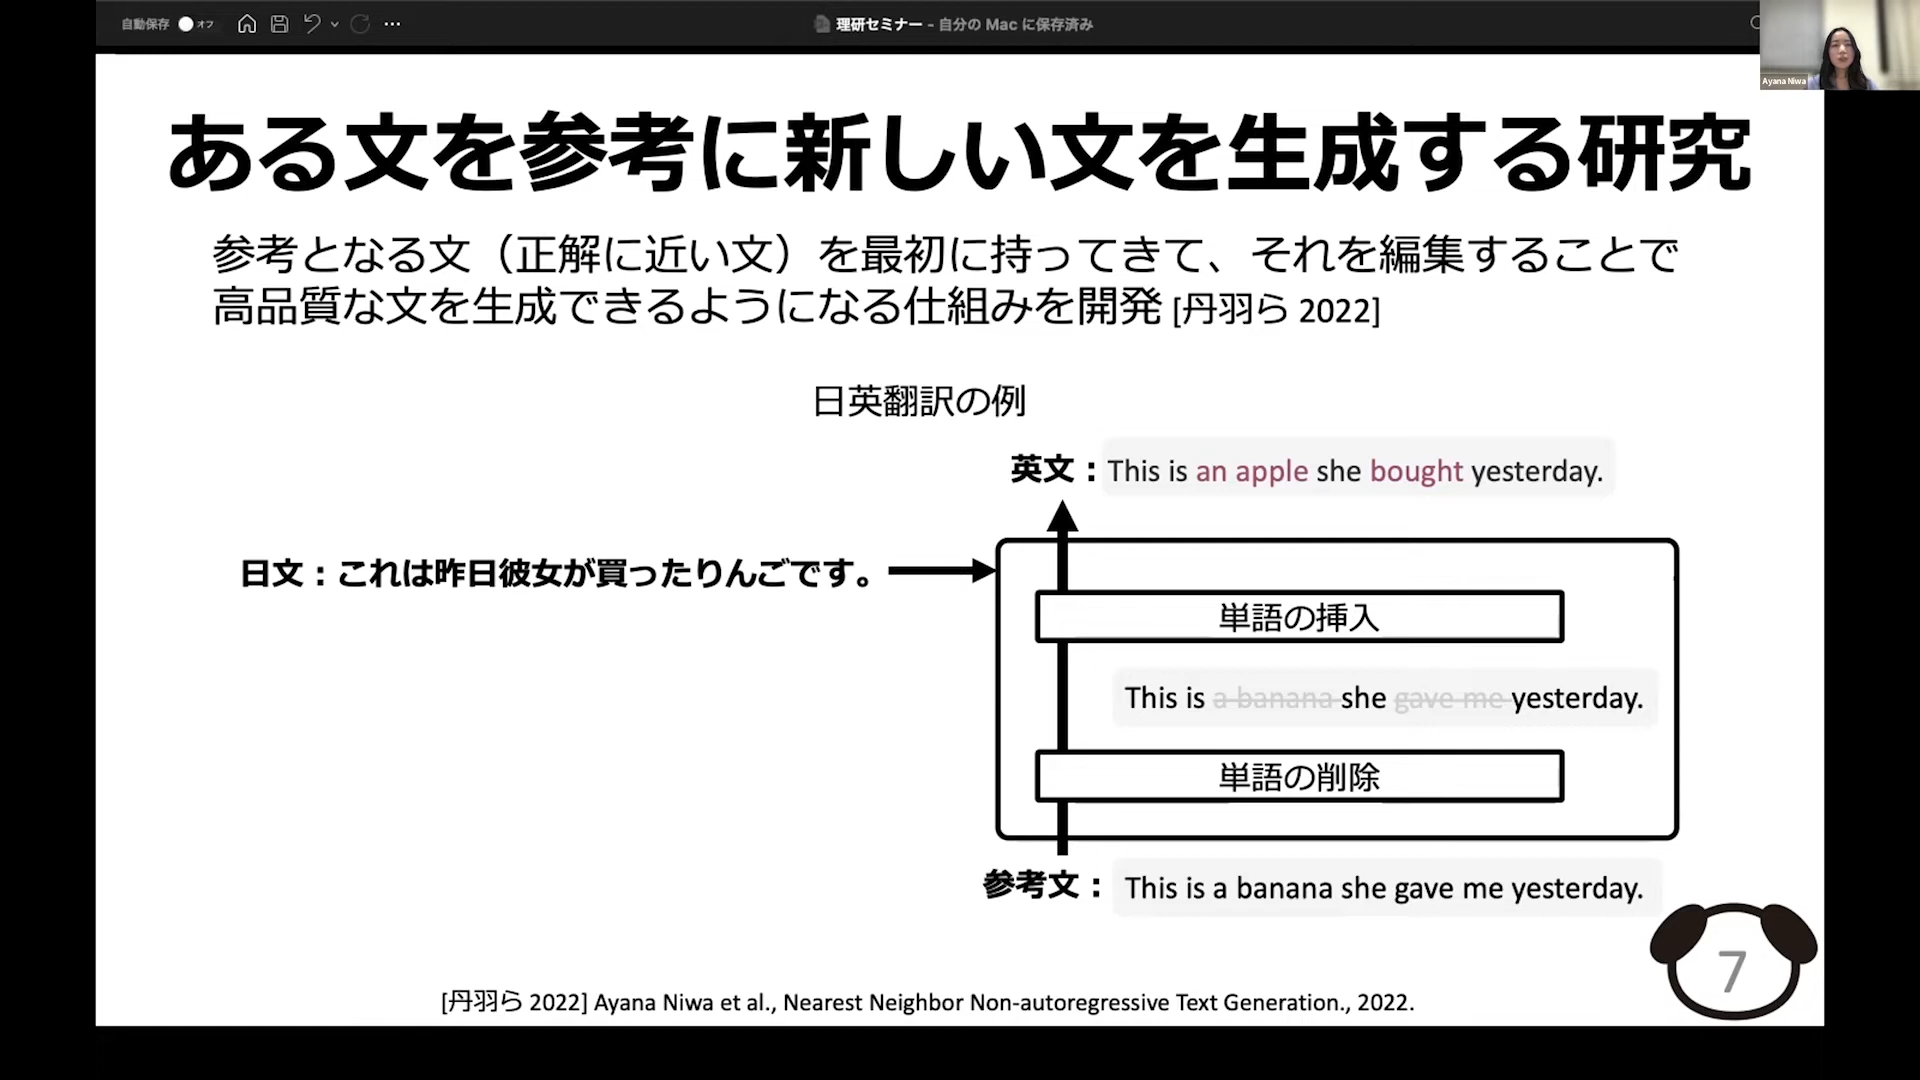 自動保存 オフ
理研セミナー - 自分の Mac に保存済み
Ayana Niwa
ある文を参考に新しい文を生成する研究
参考となる文（正解に近い文）を最初に持ってきて、それを編集することで
高品質な文を生成できるようになる仕組みを開発 [丹羽ら 2022]
日英翻訳の例
英文：This is an apple she bought yesterday.
日文：これは昨日彼女が買ったりんごです。
単語の挿入
This is a banana she gave me yesterday.
単語の削除
参考文： This is a banana she gave me yesterday.
7
[丹羽ら 2022] Ayana Niwa et al., Nearest Neighbor Non-autoregressive Text Generation., 2022.